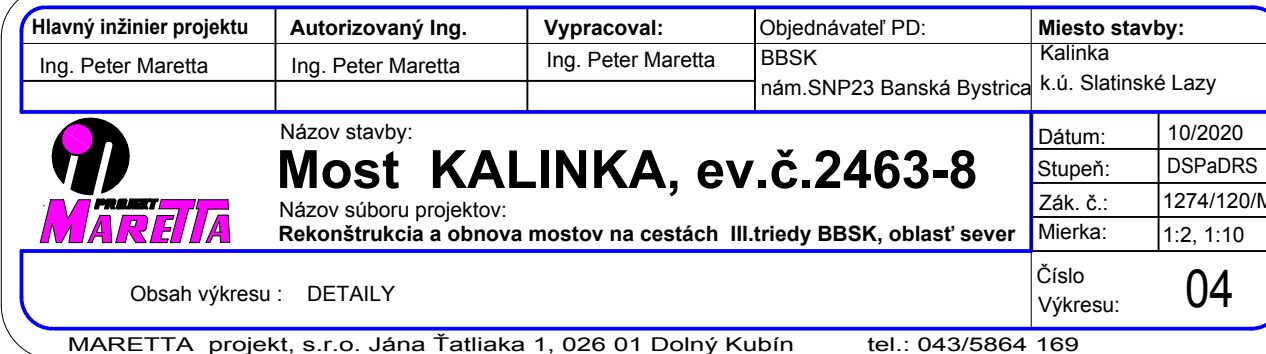 Hlavný inžinier projektu
Autorizovaný Ing.
Vypracoval:
Objednávateľ PD:
Miesto stavby:
Ing. Peter Maretta
Ing. Peter Maretta
Ing. Peter Maretta
BBSK
nám.SNP23 Banská Bystrica
Kalinka
k.ú. Slatinské Lazy
PROJEKT
MARETTA
Názov stavby:
Most KALINKA, ev.č.2463-8
Názov súboru projektov:
Rekonštrukcia a obnova mostov na cestách III.triedy BBSK, oblasť sever
Dátum: 10/2020
Stupeň: DSPaDRS
Zák. č.: 1274/120/M
Mierka: 1:2, 1:10
Obsah výkresu : DETAILY
Číslo
Výkresu:
04
MARETTA projekt, s.r.o. Jána Ťatliaka 1, 026 01 Dolný Kubín tel.: 043/5864 169